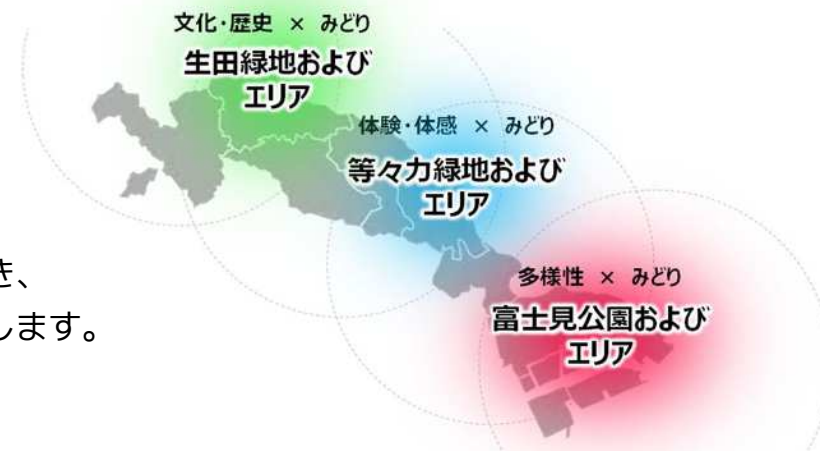 文化・歴史 × みどり
生田緑地および
エリア
体験・体感 × みどり
等々力緑地および
エリア
多様性 × みどり
富士見公園および
エリア
き、
します。